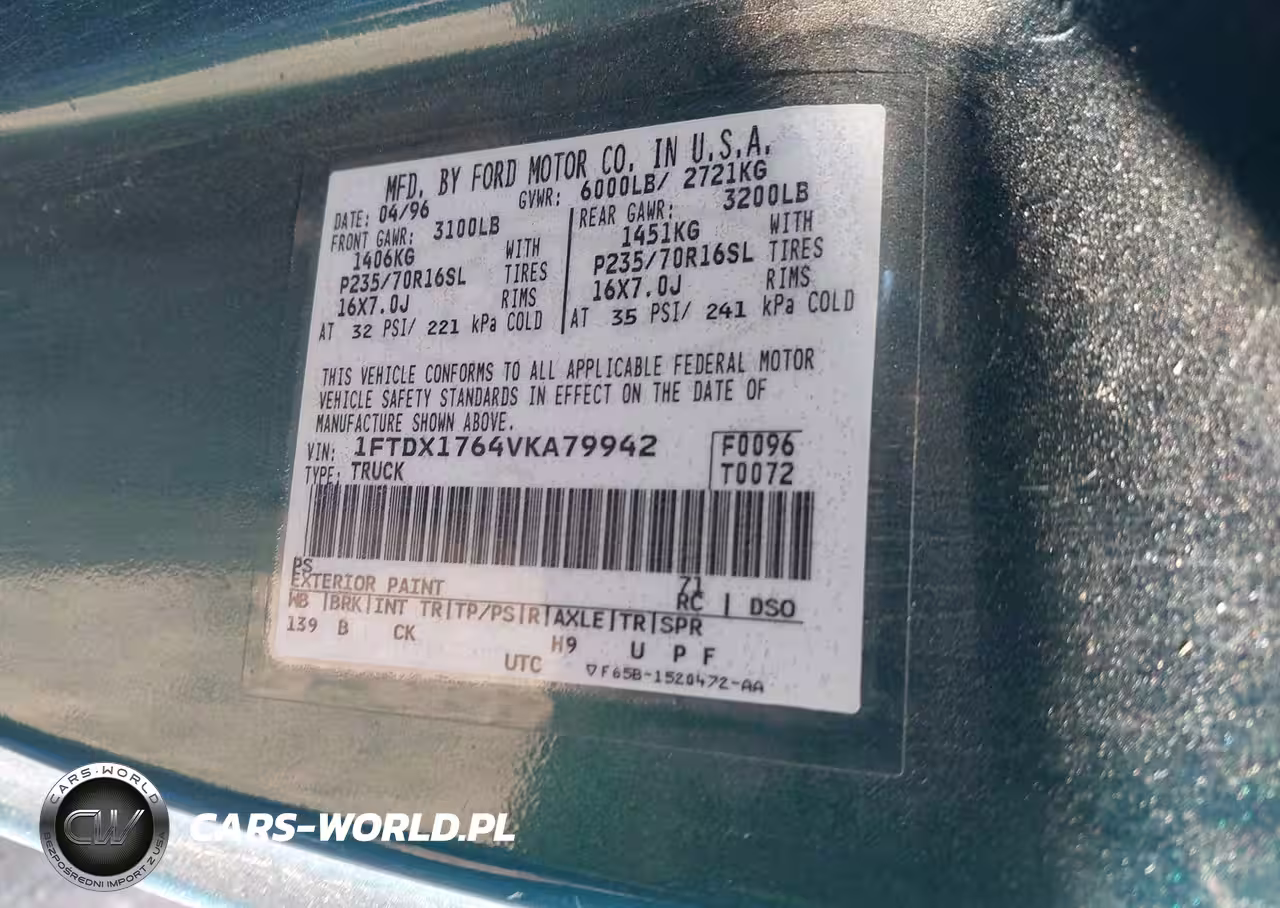 MFD. BY FORD MOTOR CO. IN U.S.A.
DATE: 04/96 GVWR: 6000LB/ 2721KG
FRONT GAWR: 3100LB
1406KG WITH
P235/70R16SL TIRES
16X7.0J RIMS
AT 32 PSI/ 221 kPa COLD
REAR GAWR: 3200LB
1451KG WITH
P235/70R16SL TIRES
16X7.0J RIMS
AT 35 PSI/ 241 kPa COLD
THIS VEHICLE CONFORMS TO ALL APPLICABLE FEDERAL MOTOR
VEHICLE SAFETY STANDARDS IN EFFECT ON THE DATE OF
MANUFACTURE SHOWN ABOVE.
VIN: 1FTDX1764VKA79942 F0096
TYPE: TRUCK T0072
PS 71
EXTERIOR PAINT RC | DSO
WB |BRK|INT TR|TP/PS|R|AXLE|TR|SPR
139 B CK H9 U P F
UTC ▽F65B-1520472-AA
CARS-WORLD
CW
BEZPOŚREDNI IMPORT Z USA
CARS-WORLD.PL